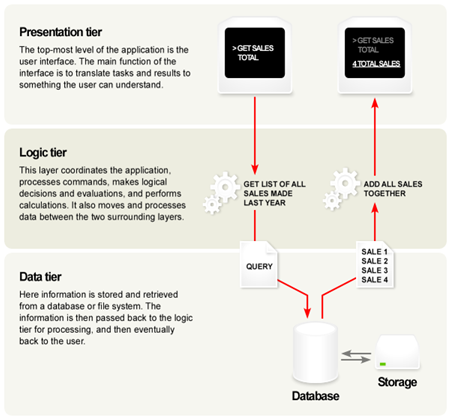 Presentation tier
The top-most level of the application is the
user interface. The main function of the
interface is to translate tasks and results to
something the user can understand.
> GET SALES
TOTAL
> GET SALES
TOTAL
4 TOTAL SALES
Logic tier
This layer coordinates the application,
processes commands, makes logical
decisions and evaluations, and performs
calculations. It also moves and processes
data between the two surrounding layers.
GET LIST OF ALL
SALES MADE
LAST YEAR
ADD ALL SALES
TOGETHER
Data tier
Here information is stored and retrieved
from a database or file system. The
information is then passed back to the logic
tier for processing, and then eventually
back to the user.
QUERY
SALE 1
SALE 2
SALE 3
SALE 4
Database
Storage